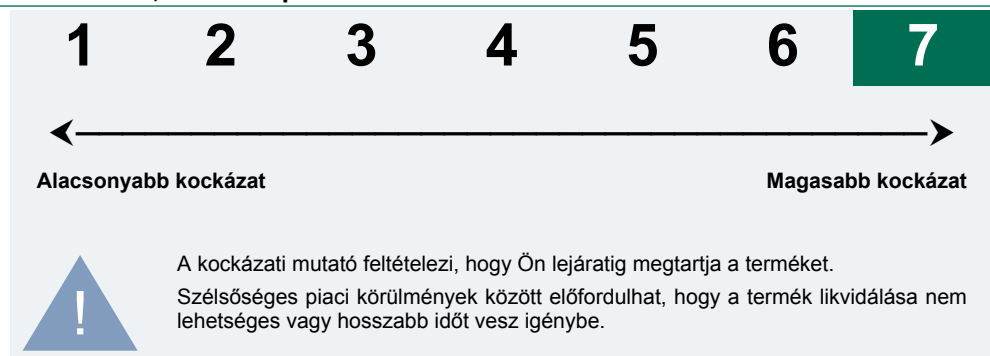 1 2 3 4 5 6 7
Alacsonyabb kockázat Magasabb kockázat
A kockázati mutató feltételezi, hogy Ön lejáratig megtartja a terméket.
Szélsőséges piaci körülmények között előfordulhat, hogy a termék likvidálása nem
lehetséges vagy hosszabb időt vesz igénybe.
!